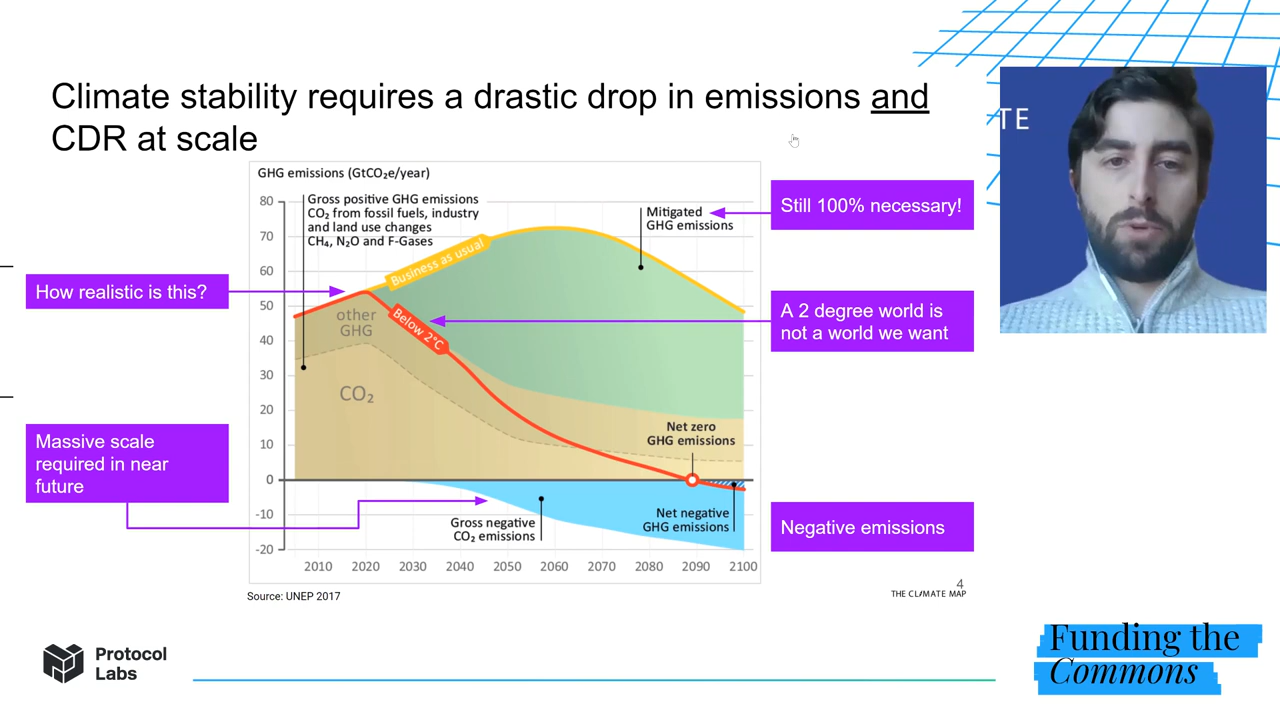 Climate stability requires a drastic drop in emissions and
CDR at scale
TE
GHG emissions (GtCO₂e/year)
80
70
60
50
40
30
20
10
0
-10
-20
Gross positive GHG emissions
CO₂ from fossil fuels, industry
and land use changes
CH₄, N₂O and F-Gases
Business as usual
Mitigated
GHG emissions
Still 100% necessary!
How realistic is this?
other
GHG
Below 2°C
A 2 degree world is
not a world we want
CO₂
Massive scale
required in near
future
Net zero
GHG emissions
Gross negative
CO₂ emissions
Net negative
GHG emissions
Negative emissions
2010 2020 2030 2040 2050 2060 2070 2080 2090 2100
Source: UNEP 2017
4
THE CLIMATE MAP
Protocol
Labs
Funding the
Commons